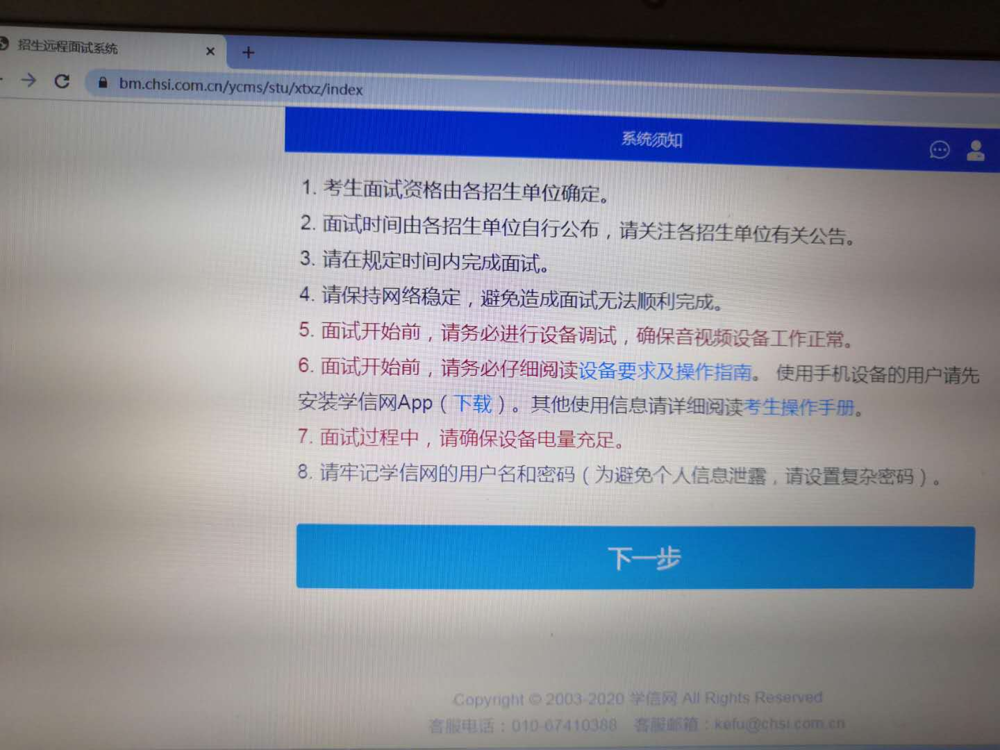 招生远程面试系统
bm.chsi.com.cn/ycms/stu/xtxz/index
系统须知
1. 考生面试资格由各招生单位确定。
2. 面试时间由各招生单位自行公布，请关注各招生单位有关公告。
3. 请在规定时间内完成面试。
4. 请保持网络稳定，避免造成面试无法顺利完成。
5. 面试开始前，请务必进行设备调试，确保音视频设备工作正常。
6. 面试开始前，请务必仔细阅读设备要求及操作指南。 使用手机设备的用户请先
安装学信网App（下载）。其他使用信息请详细阅读考生操作手册。
7. 面试过程中，请确保设备电量充足。
8. 请牢记学信网的用户名和密码（为避免个人信息泄露，请设置复杂密码）。
下一步
Copyright © 2003-2020 学信网 All Rights Reserved
客服电话：010-67410388 客服邮箱：kefu@chsi.com.cn